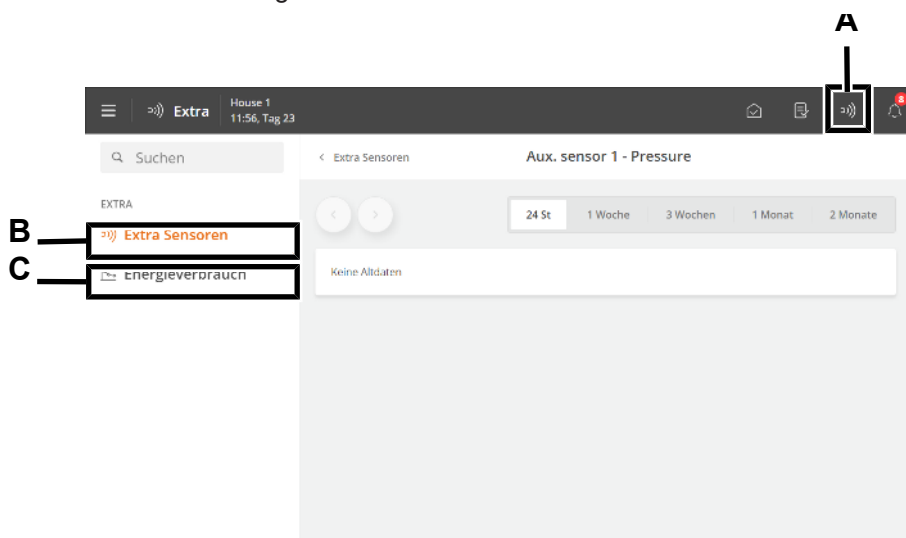 A
Extra
House 1
11:56, Tag 23
8
Suchen
Extra Sensoren
Aux. sensor 1 - Pressure
EXTRA
24 St
1 Woche
3 Wochen
1 Monat
2 Monate
B
Extra Sensoren
C
Energieverbrauch
Keine Altdaten